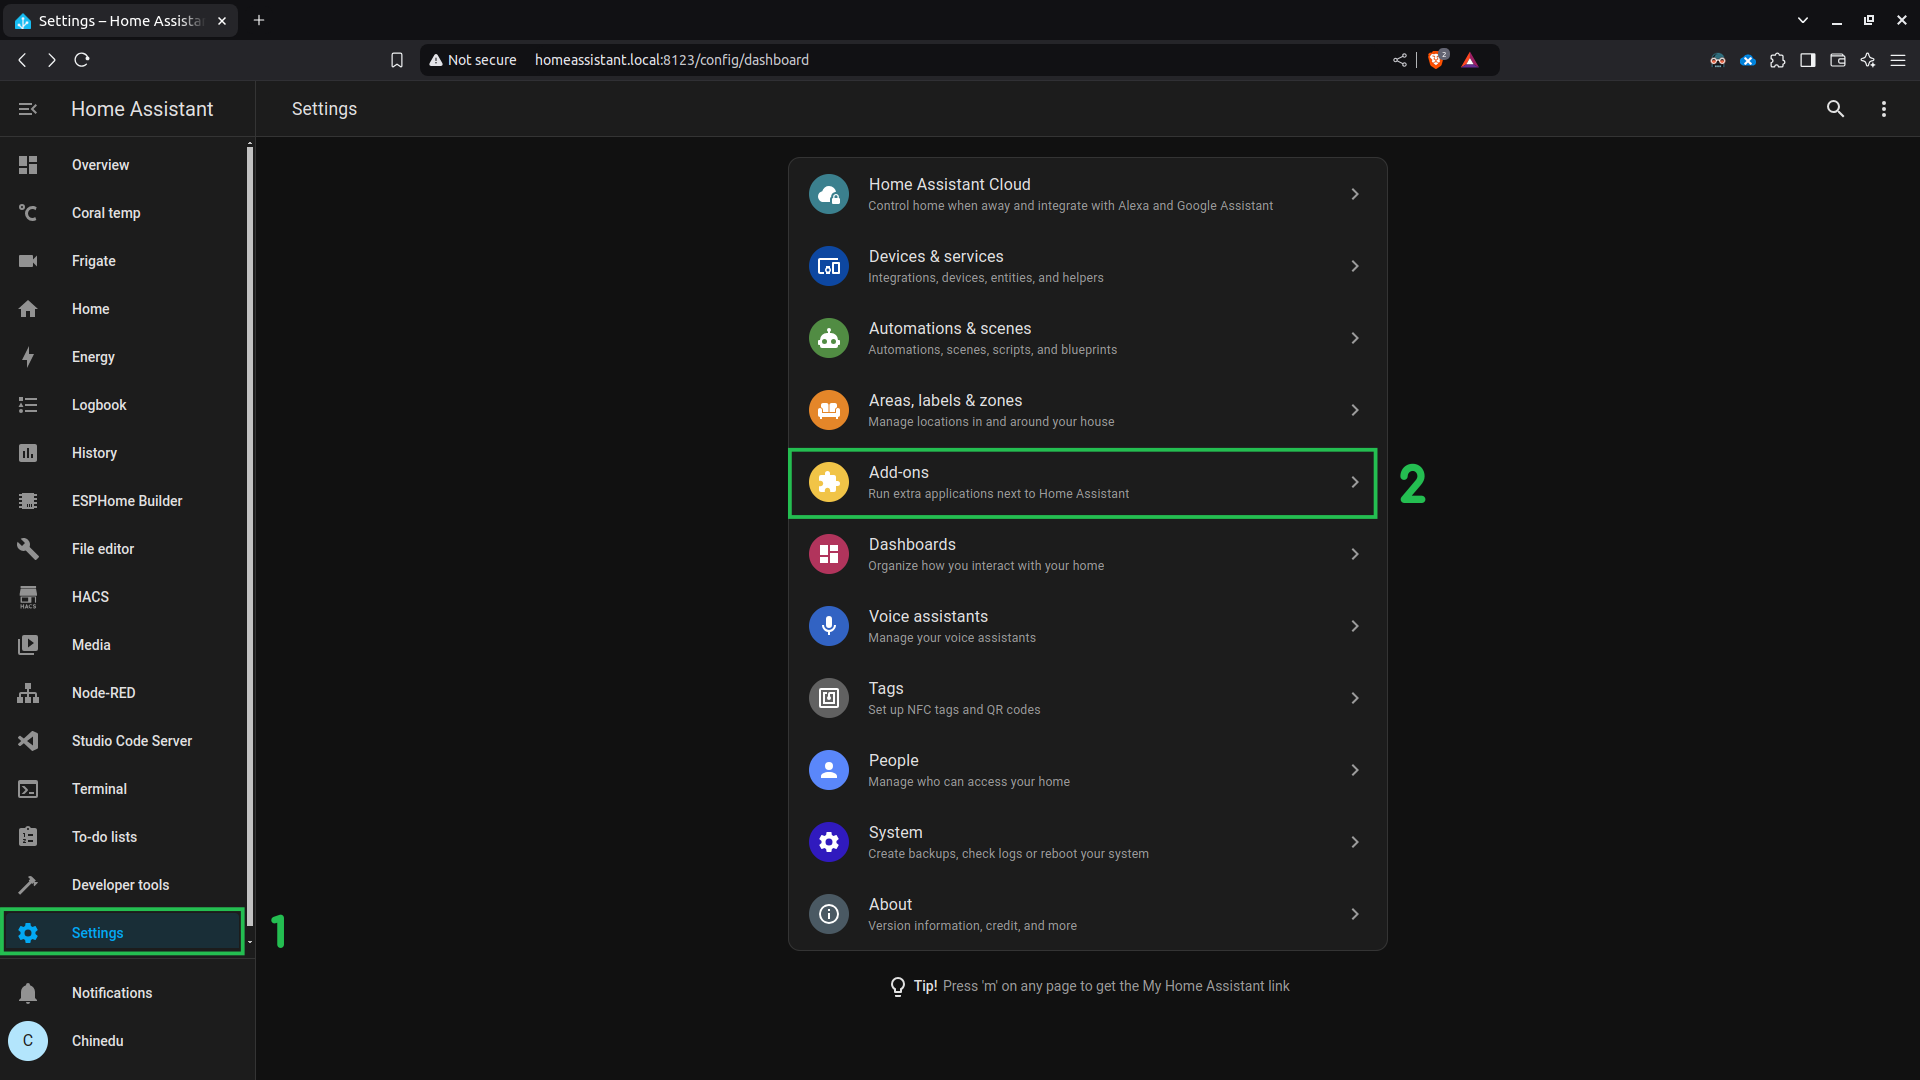 Settings – Home Assista
Not secure
homeassistant.local:8123/config/dashboard
2
Home Assistant
Settings
Overview
Coral temp
Frigate
Home
Energy
Logbook
History
ESPHome Builder
File editor
HACS
HACS
Media
Node-RED
Studio Code Server
Terminal
To-do lists
Developer tools
Settings
1
Notifications
C
Chinedu
Home Assistant Cloud
Control home when away and integrate with Alexa and Google Assistant
Devices & services
Integrations, devices, entities, and helpers
Automations & scenes
Automations, scenes, scripts, and blueprints
Areas, labels & zones
Manage locations in and around your house
Add-ons
Run extra applications next to Home Assistant
2
Dashboards
Organize how you interact with your home
Voice assistants
Manage your voice assistants
Tags
Set up NFC tags and QR codes
People
Manage who can access your home
System
Create backups, check logs or reboot your system
About
Version information, credit, and more
Tip! Press 'm' on any page to get the My Home Assistant link